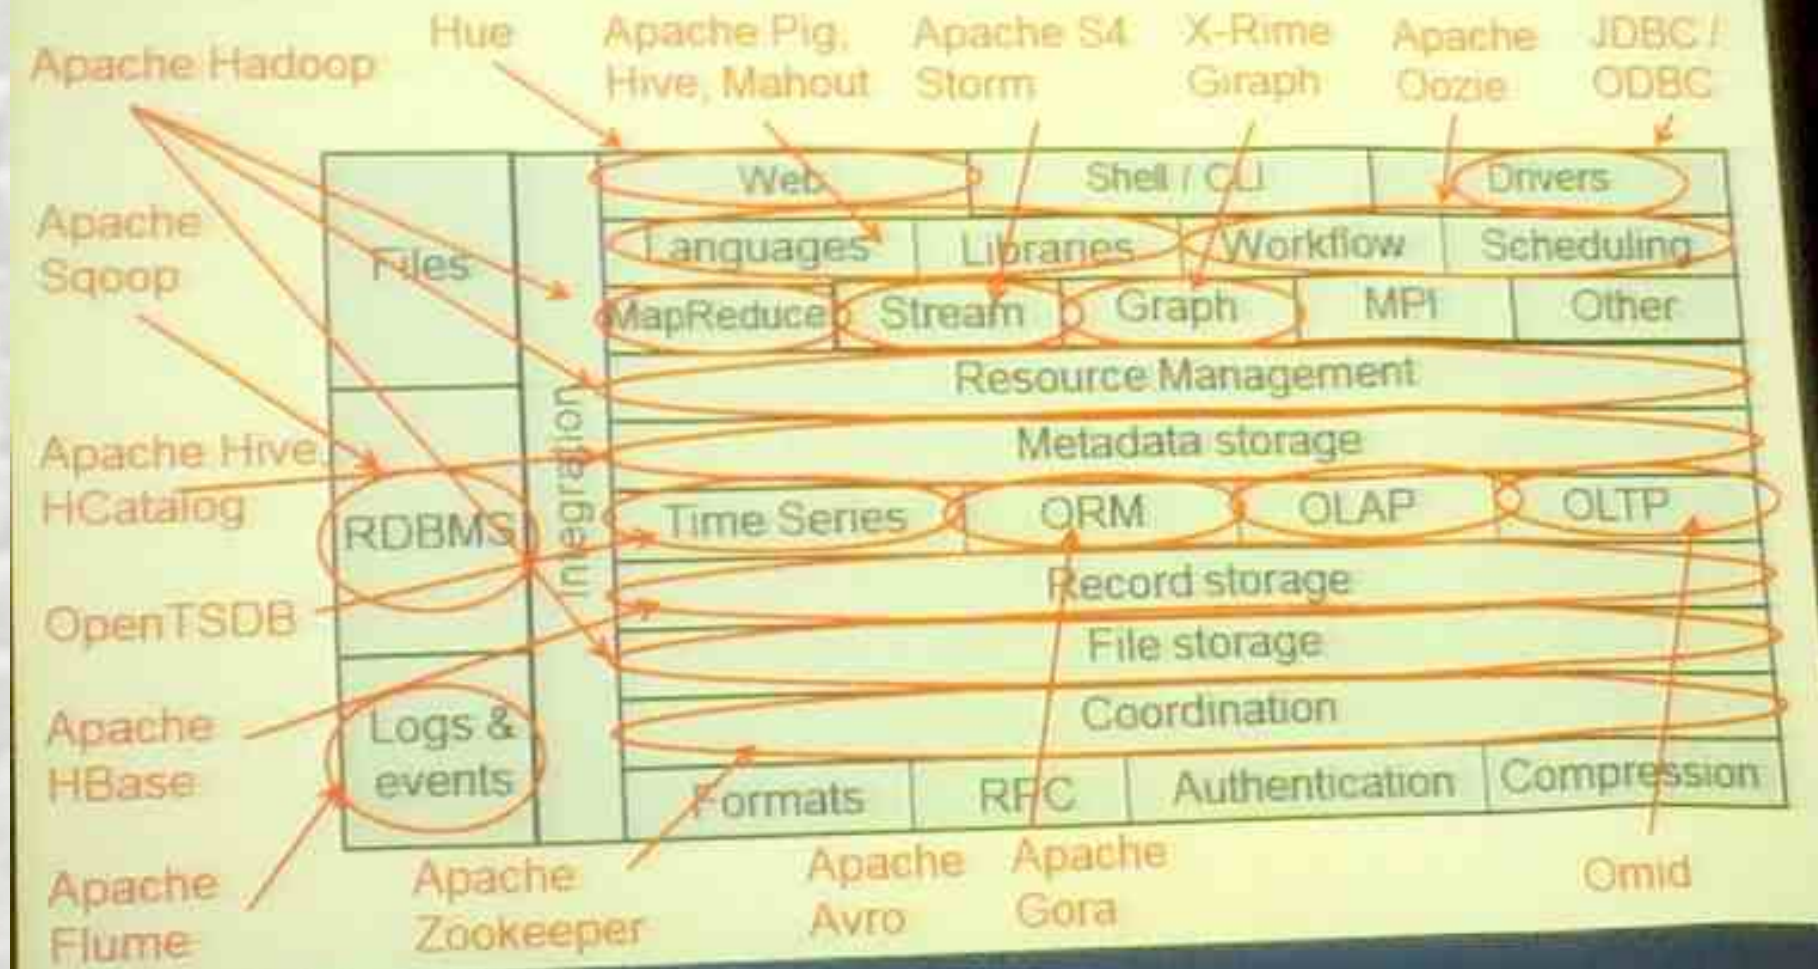 Apache Hadoop
Hue
Apache Pig,
Hive, Mahout
Apache S4
Storm
X-Rime
Giraph
Apache
Oozie
JDBC /
ODBC
Apache
Sqoop
Apache Hive
HCatalog
OpenTSDB
Apache
HBase
Apache
Flume
Files
RDBMS
Logs &
events
Integration
Web Shell / CLI Drivers
Languages Libraries Workflow Scheduling
MapReduce Stream Graph MPI Other
Resource Management
Metadata storage
Time Series ORM OLAP OLTP
Record storage
File storage
Coordination
Formats RPC Authentication Compression
Apache
Zookeeper
Apache
Avro
Apache
Gora
Omid